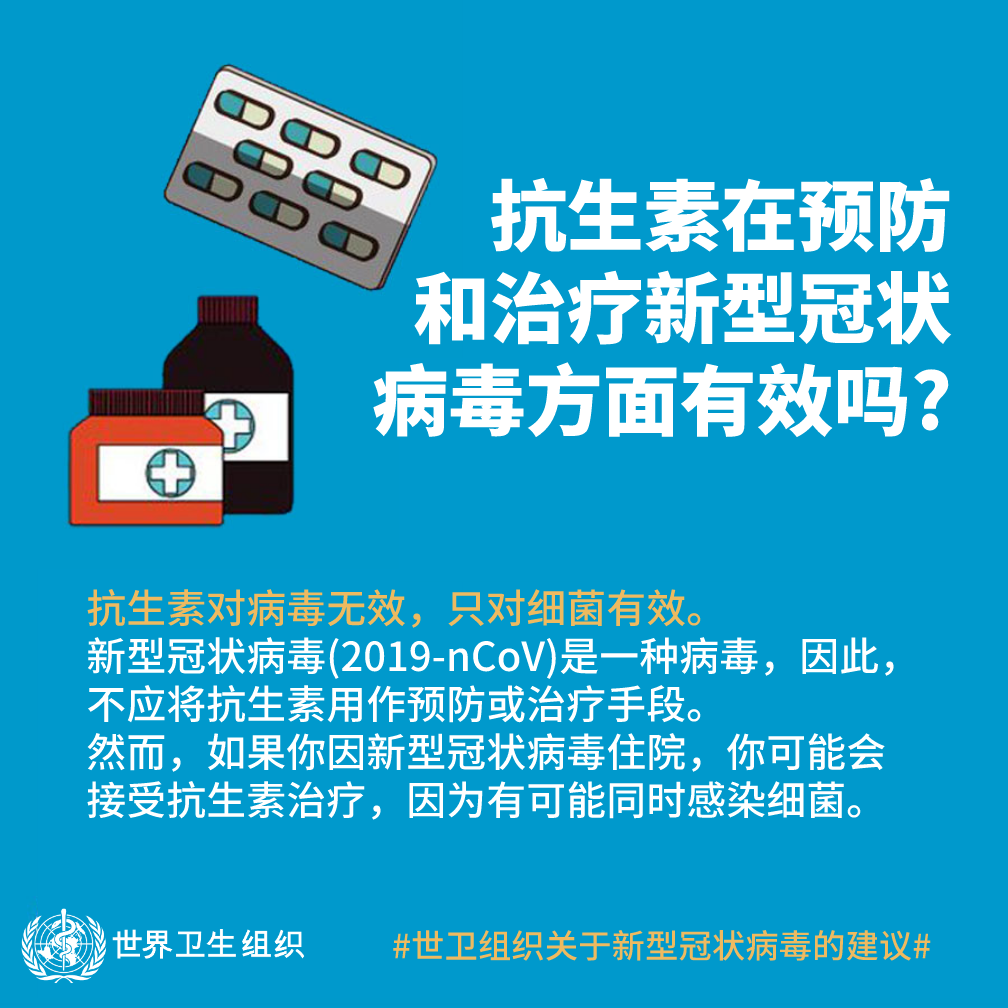 抗生素在预防
和治疗新型冠状
病毒方面有效吗?
抗生素对病毒无效，只对细菌有效。
新型冠状病毒(2019-nCoV)是一种病毒，因此，
不应将抗生素用作预防或治疗手段。
然而，如果你因新型冠状病毒住院，你可能会
接受抗生素治疗，因为有可能同时感染细菌。
世界卫生组织
#世卫组织关于新型冠状病毒的建议#